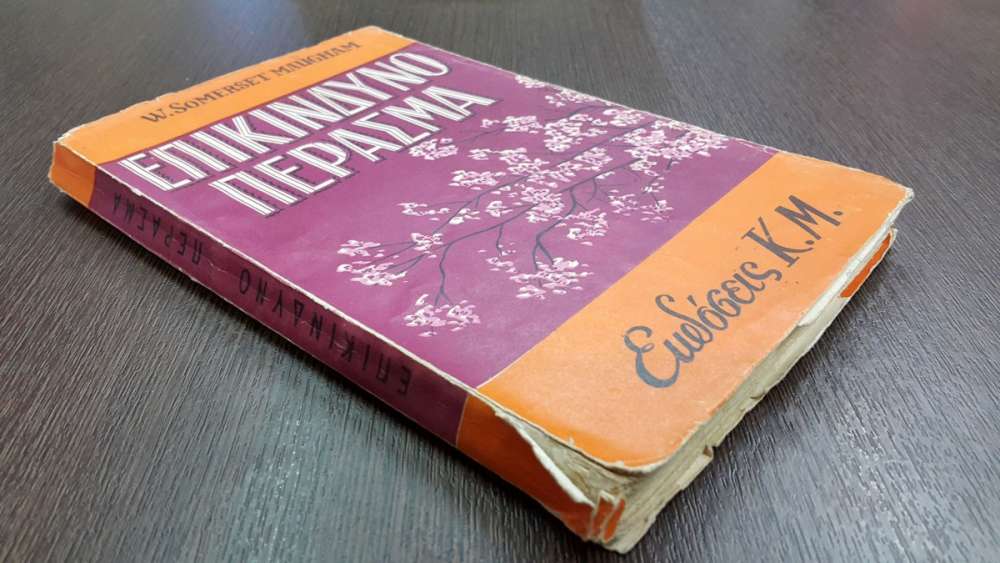 W. SOMERSET MAUGHAM
ΕΠΙΚΙΝΔΥΝΟ
ΠΕΡΑΣΜΑ
Εκδόσεις Κ.Μ.
ΕΠΙΚΙΝΔΥΝΟ ΠΕΡΑΣΜΑ